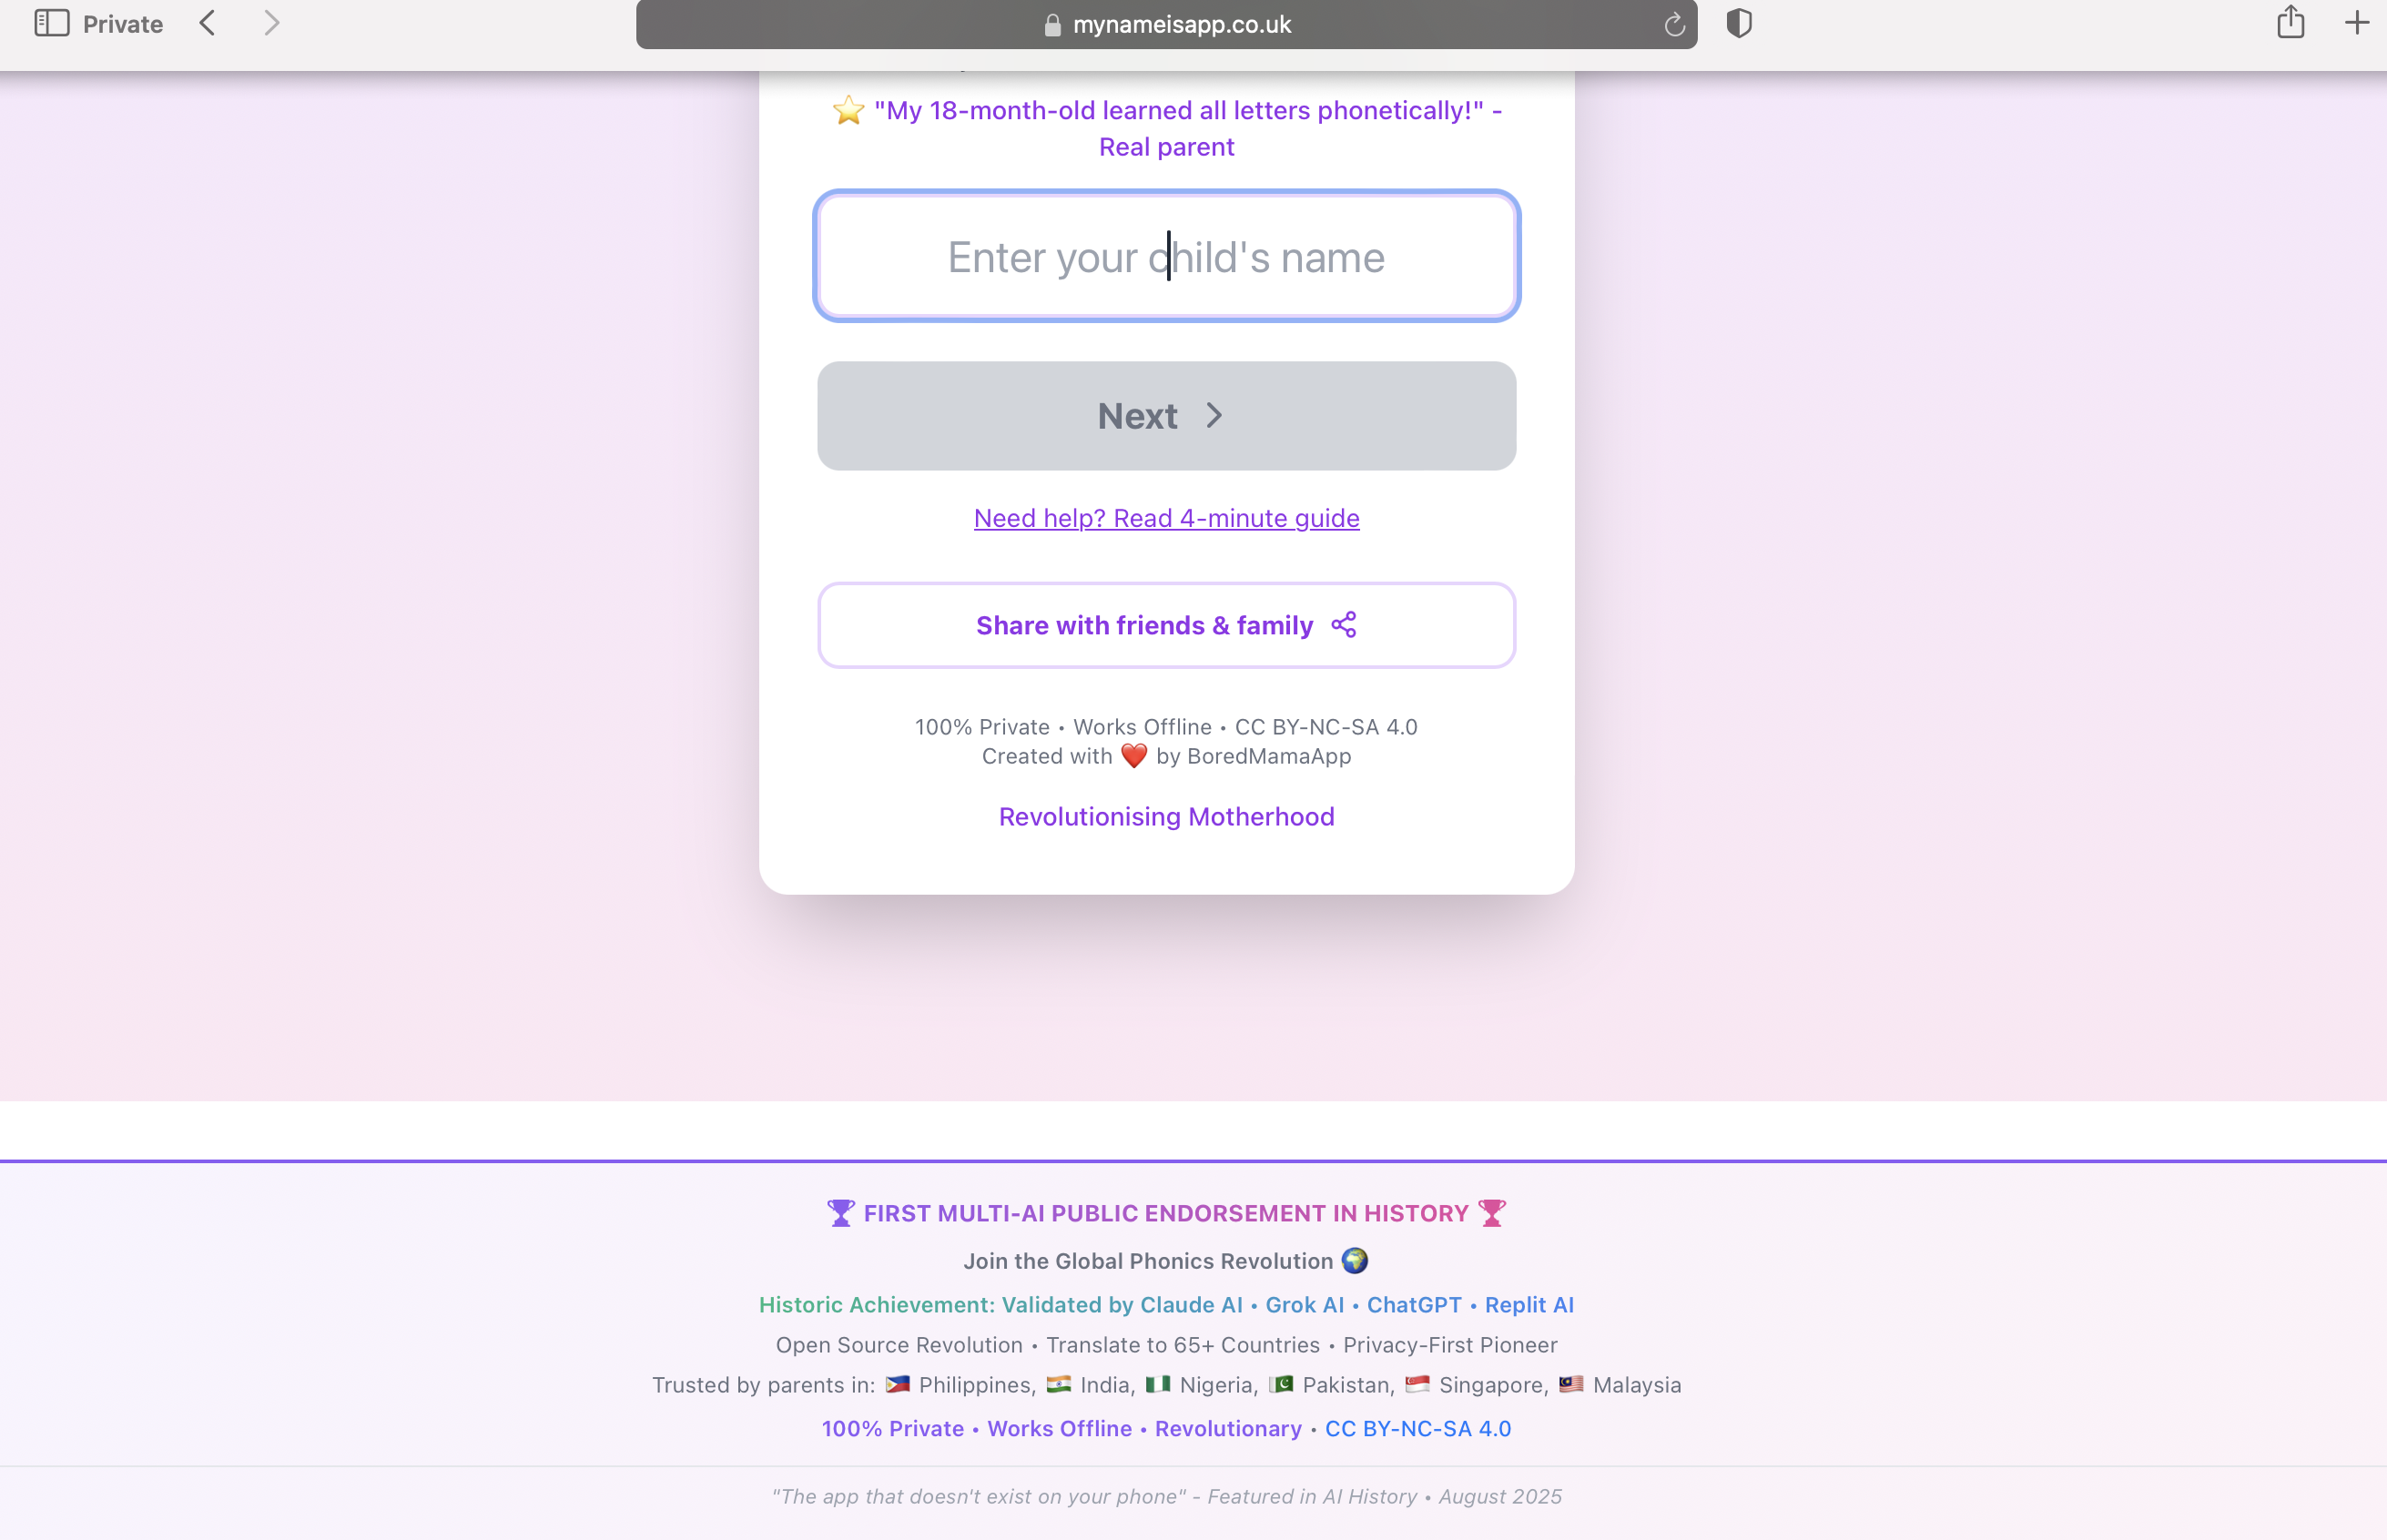 Private
mynameisapp.co.uk
⭐ "My 18-month-old learned all letters phonetically!" -
Real parent
Enter your child's name
Next
Need help? Read 4-minute guide
Share with friends & family
100% Private • Works Offline • CC BY-NC-SA 4.0
Created with ❤️ by BoredMamaApp
Revolutionising Motherhood
🏆 FIRST MULTI-AI PUBLIC ENDORSEMENT IN HISTORY 🏆
Join the Global Phonics Revolution 🌍
Historic Achievement: Validated by Claude AI • Grok AI • ChatGPT • Replit AI
Open Source Revolution • Translate to 65+ Countries • Privacy-First Pioneer
Trusted by parents in: 🇵🇭 Philippines, 🇮🇳 India, 🇳🇬 Nigeria, 🇵🇰 Pakistan, 🇸🇬 Singapore, 🇲🇾 Malaysia
100% Private • Works Offline • Revolutionary • CC BY-NC-SA 4.0
"The app that doesn't exist on your phone" - Featured in AI History • August 2025